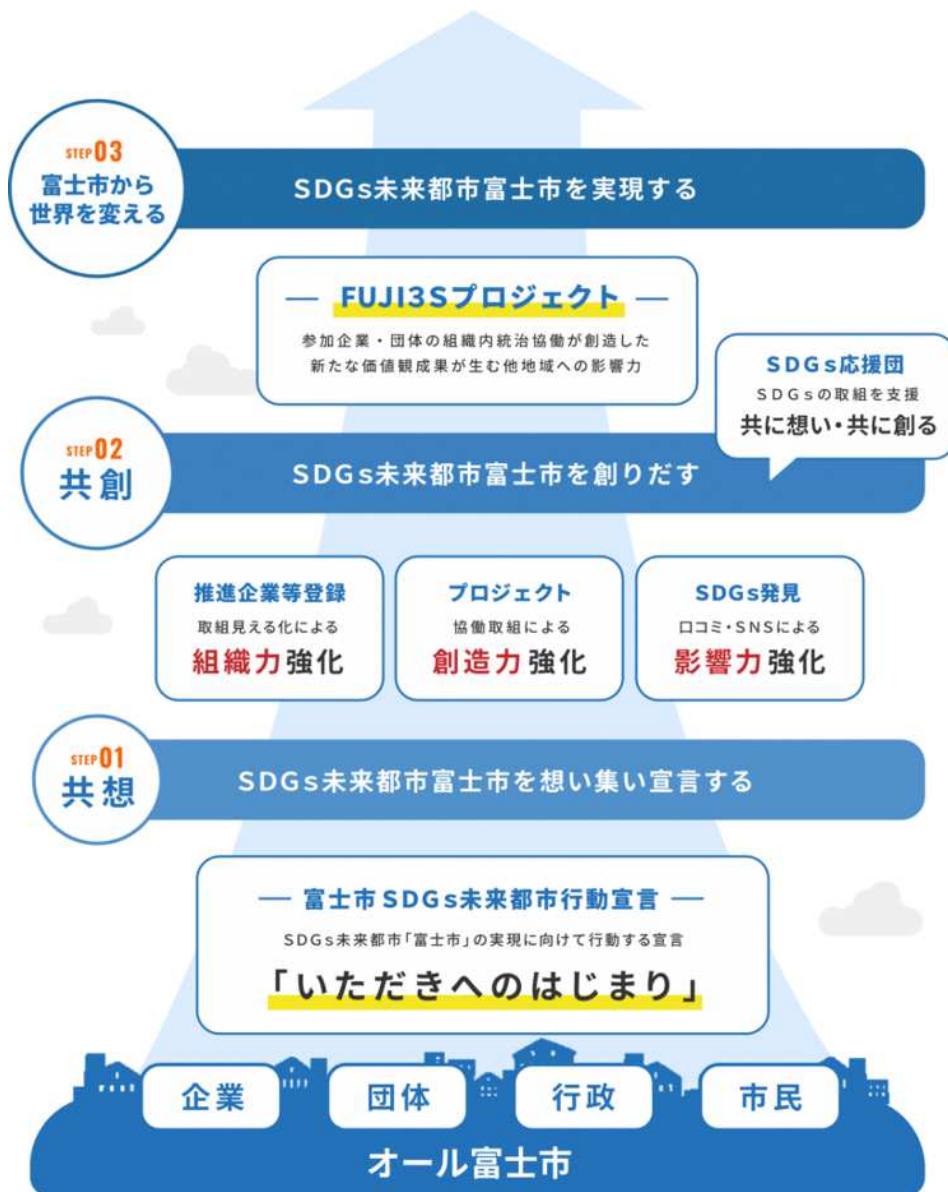 STEP 03
富士市から
世界を変える
SDGs未来都市富士市を実現する
FUJI3Sプロジェクト
参加企業・団体の組織内統治協働が創造した
新たな価値観成果が生む他地域への影響力
SDGs応援団
SDGsの取組を支援
共に想い・共に創る
STEP 02
共創
SDGs未来都市富士市を創りだす
推進企業等登録
取組見える化による
組織力強化
プロジェクト
協働取組による
創造力強化
SDGs発見
口コミ・SNSによる
影響力強化
STEP 01
共想
SDGs未来都市富士市を想い集い宣言する
富士市SDGs未来都市行動宣言
SDGs未来都市「富士市」の実現に向けて行動する宣言
「いただきへのはじまり」
企業
団体
行政
市民
オール富士市